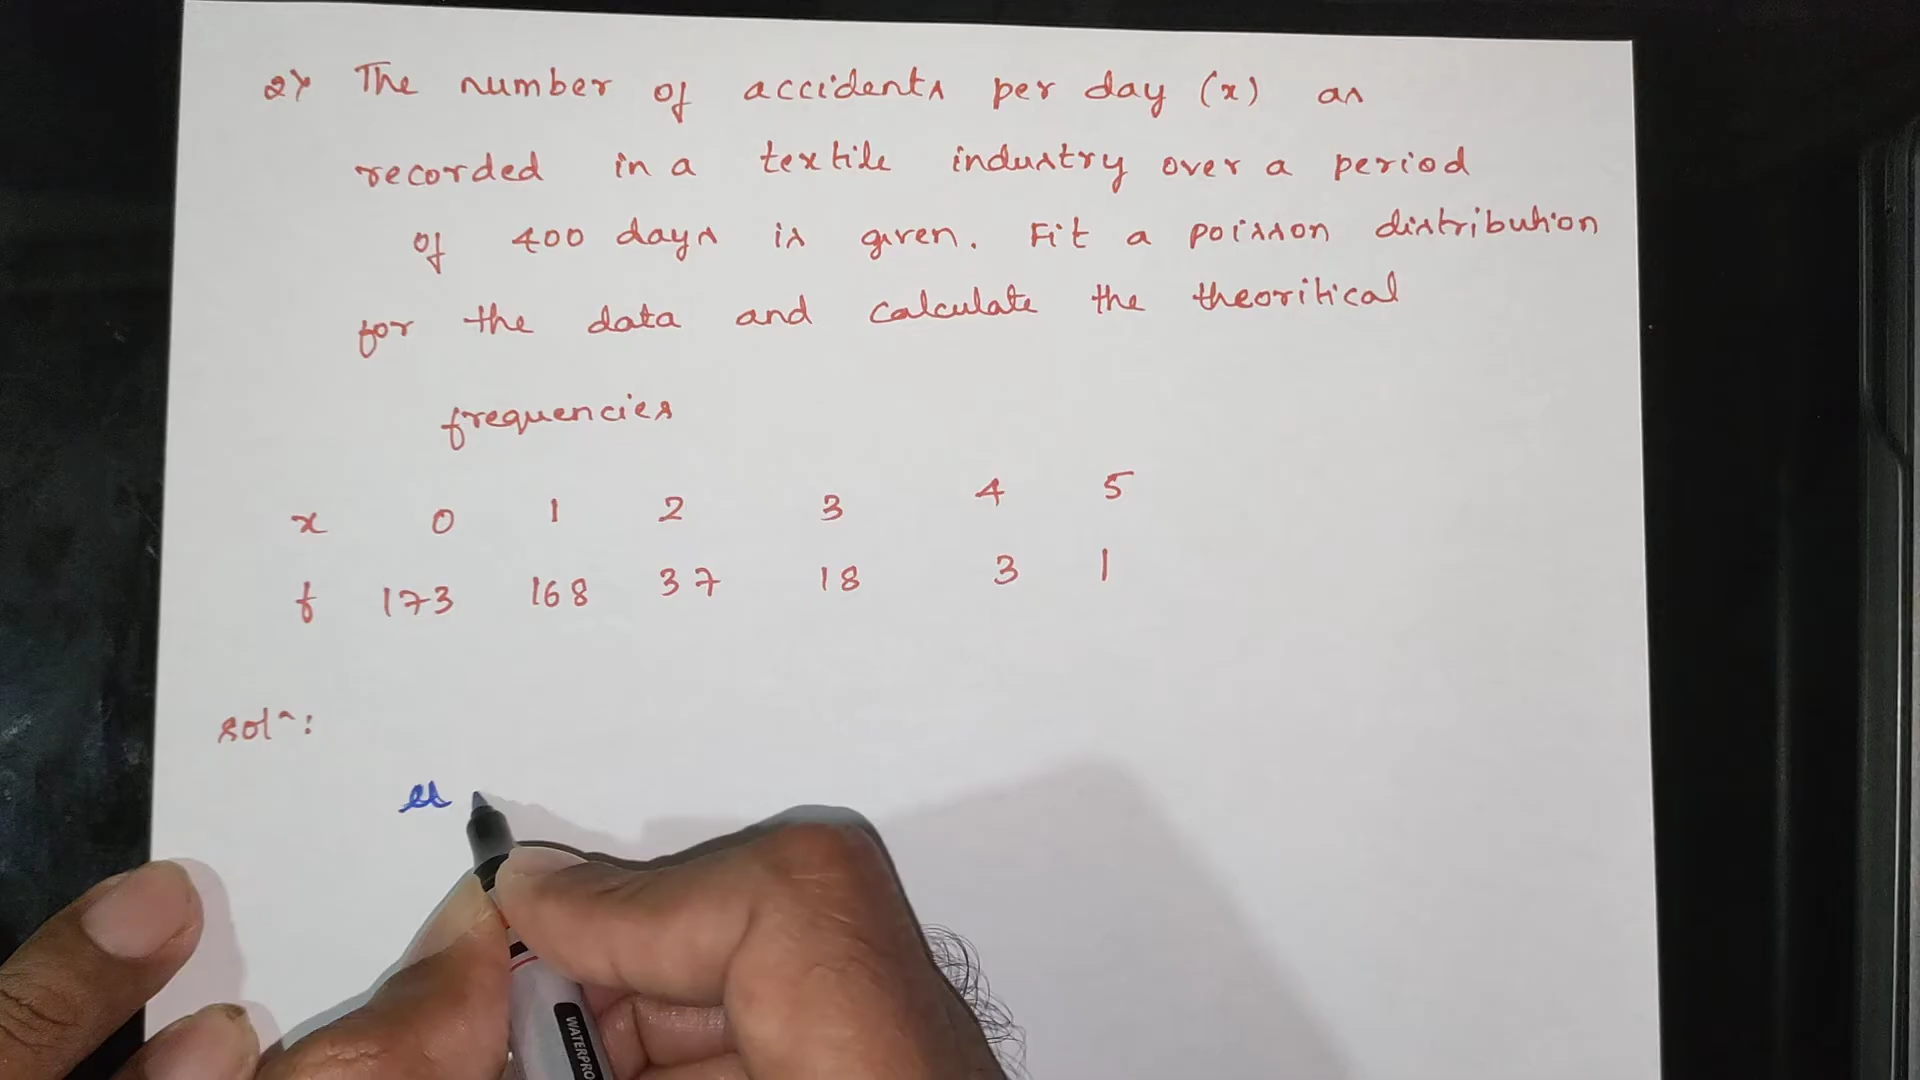 2) The number of accidents per day (x) as
recorded in a textile industry over a period
of 400 days is given. Fit a poisson distribution
for the data and calculate the theoritical
frequencies
x 0 1 2 3 4 5
f 173 168 37 18 3 1
solⁿ:
WATERPRO